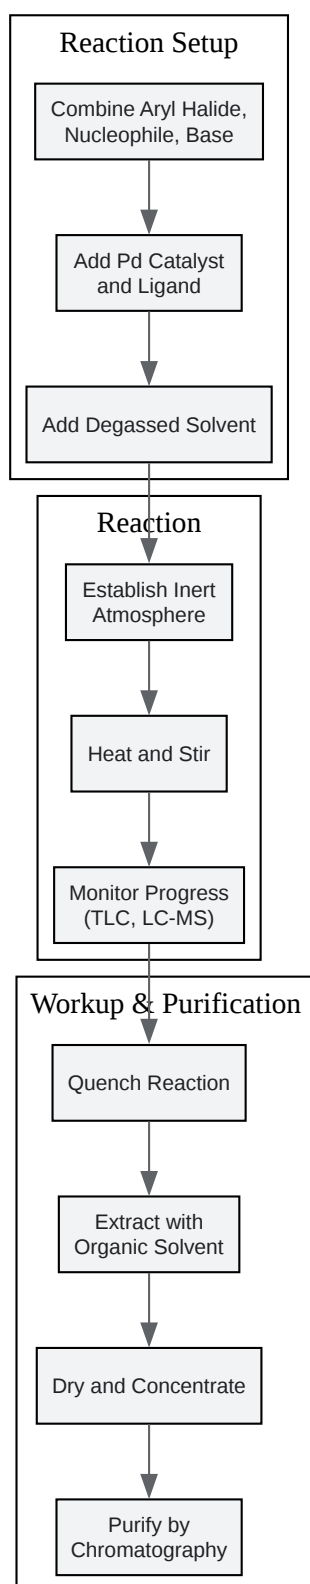 Reaction Setup
Combine Aryl Halide,
Nucleophile, Base
Add Pd Catalyst
and Ligand
Add Degassed Solvent
Reaction
Establish Inert
Atmosphere
Heat and Stir
Monitor Progress
(TLC, LC-MS)
Workup & Purification
Quench Reaction
Extract with
Organic Solvent
Dry and Concentrate
Purify by
Chromatography